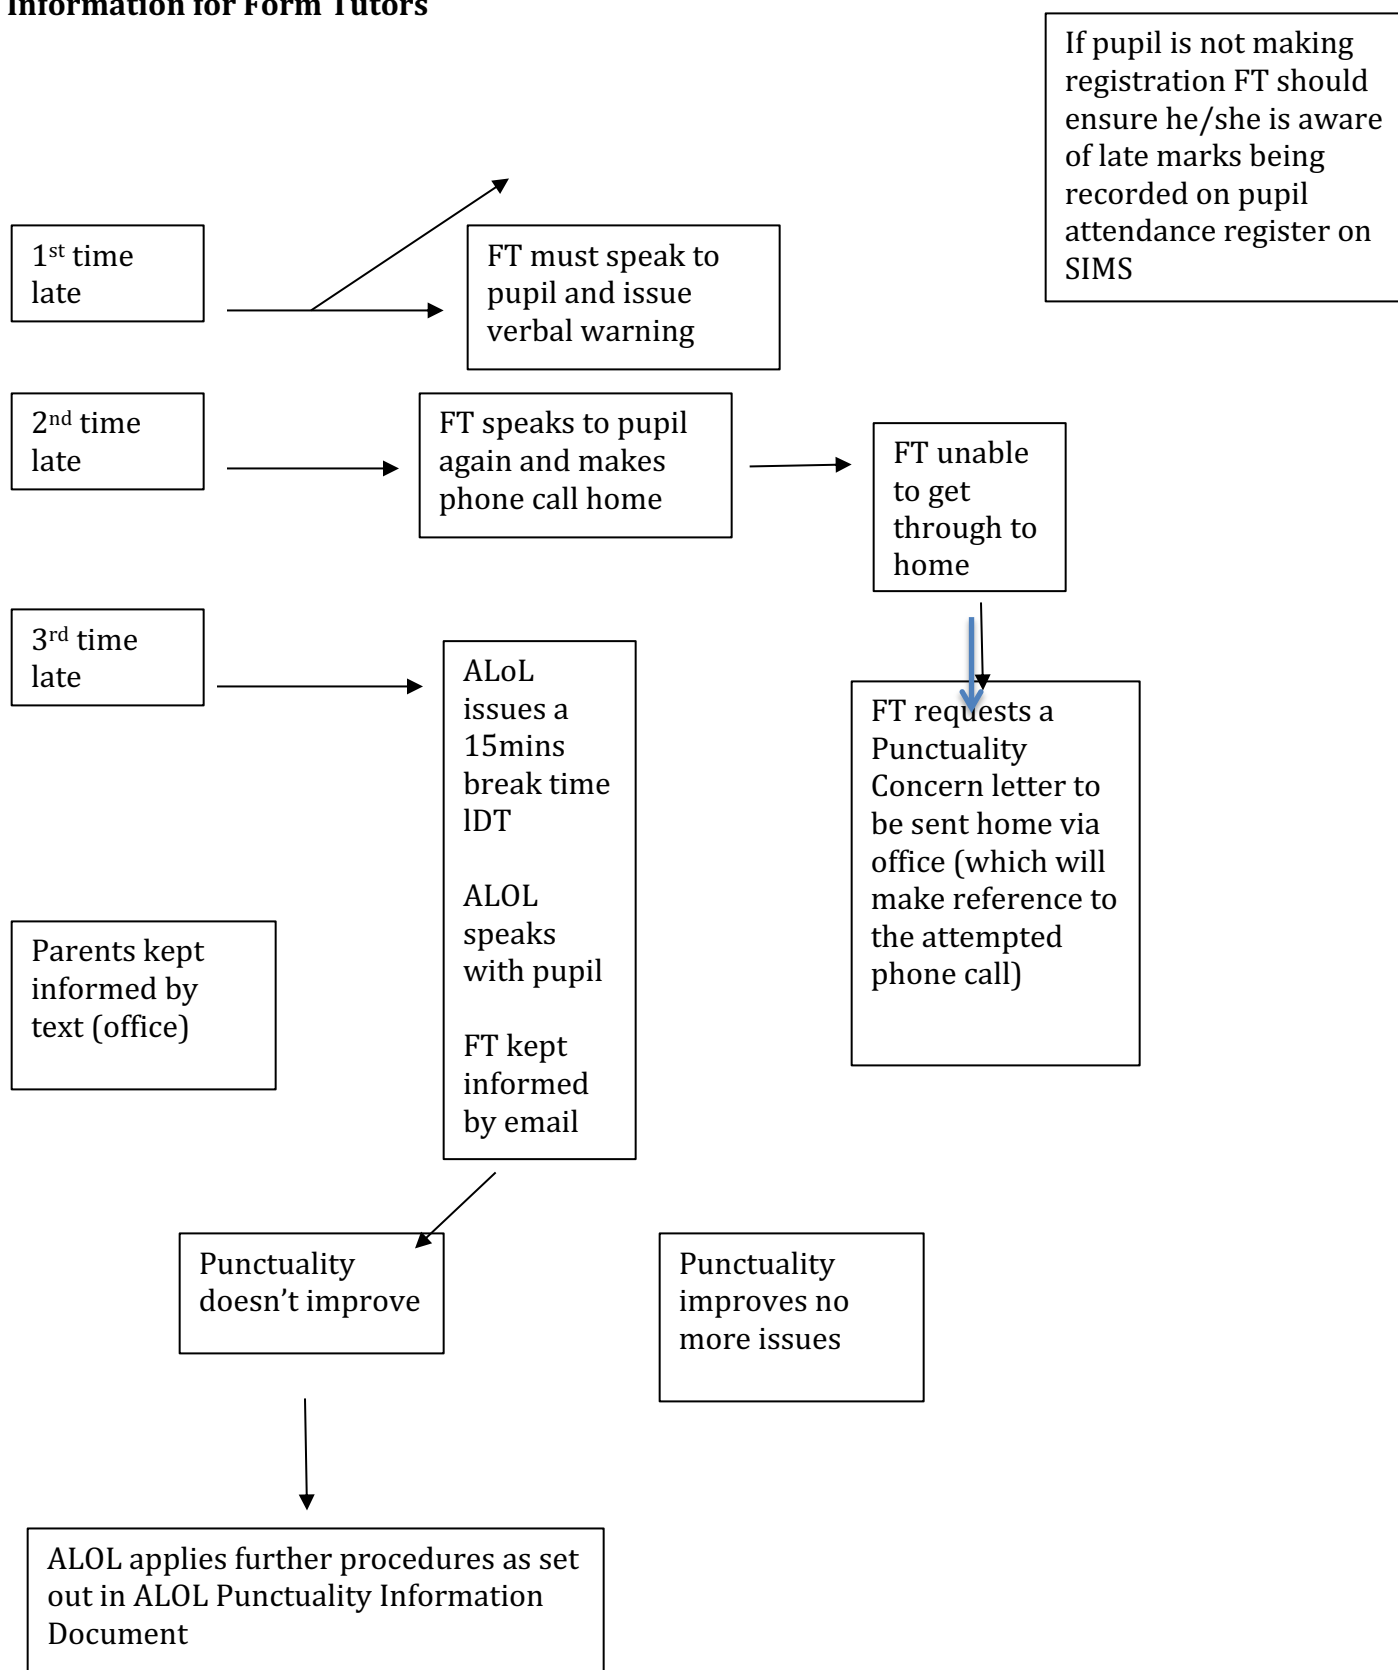 Information for Form Tutors
If pupil is not making
registration FT should
ensure he/she is aware
of late marks being
recorded on pupil
attendance register on
SIMS
1st time
late
FT must speak to
pupil and issue
verbal warning
2nd time
late
FT speaks to pupil
again and makes
phone call home
FT unable
to get
through to
home
3rd time
late
ALoL
issues a
15mins
break time
lDT
ALOL
speaks
with pupil
FT kept
informed
by email
FT requests a
Punctuality
Concern letter to
be sent home via
office (which will
make reference to
the attempted
phone call)
Parents kept
informed by
text (office)
Punctuality
doesn’t improve
Punctuality
improves no
more issues
ALOL applies further procedures as set
out in ALOL Punctuality Information
Document